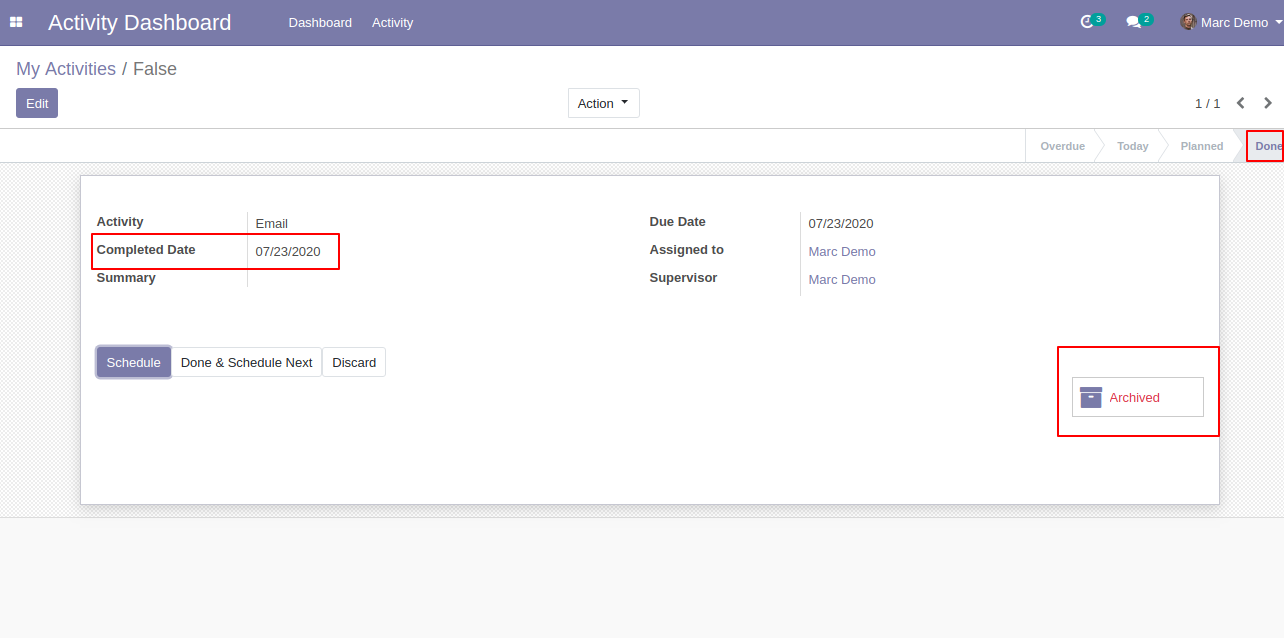 Activity Dashboard Dashboard Activity 3 2 Marc Demo
My Activities / False
Edit Action 1 / 1
Overdue Today Planned Done
Activity Email Due Date 07/23/2020
Completed Date 07/23/2020 Assigned to Marc Demo
Summary Supervisor Marc Demo
Schedule Done & Schedule Next Discard
Archived